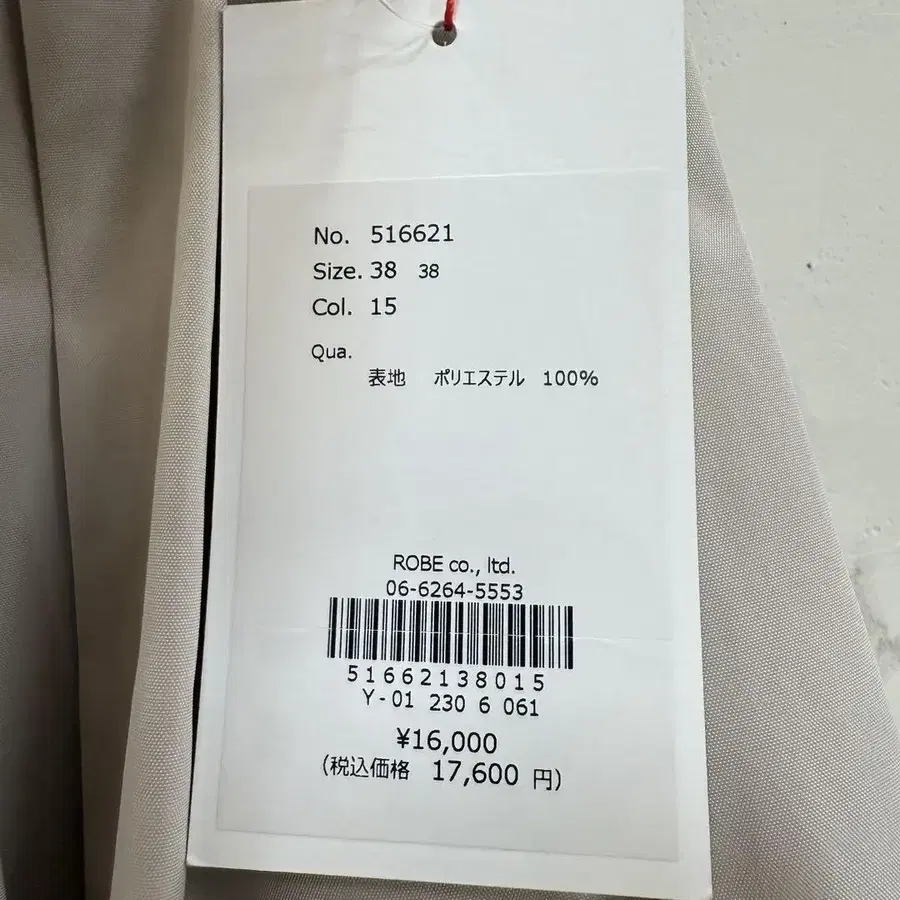 No. 516621
Size. 38 38
Col. 15
Qua.
表地 ポリエステル 100%
ROBE co., ltd.
06-6264-5553
51662138015
Y-01 230 6 061
¥16,000
(税込価格 17,600 円)